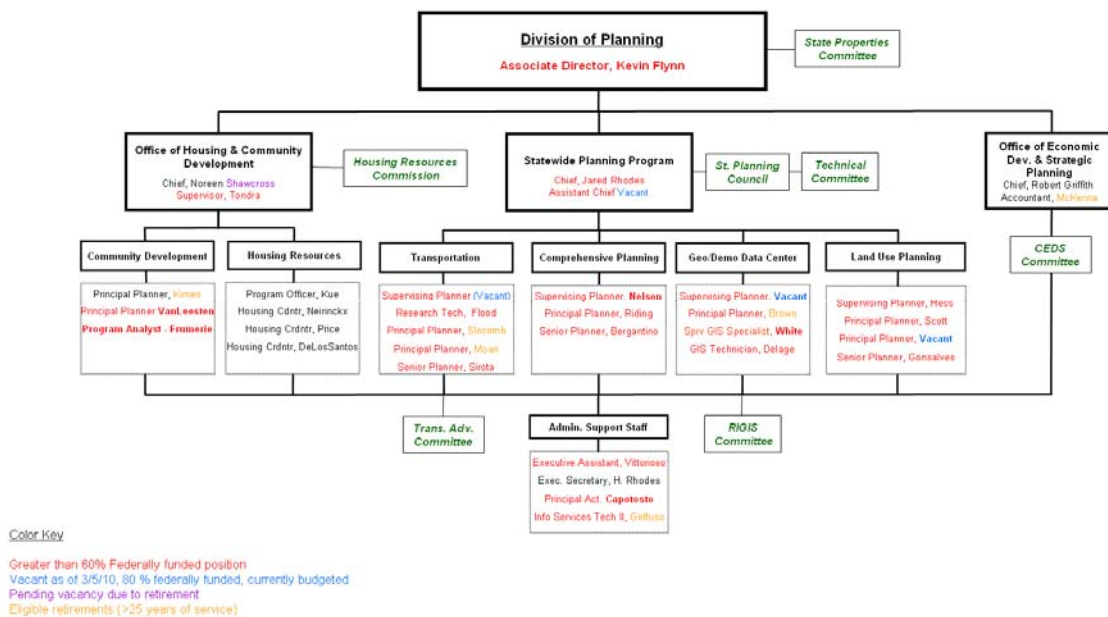 Division of Planning
Associate Director, Kevin Flynn
State Properties
Committee
Office of Housing & Community
Development
Chief, Noreen Shawcross
Supervisor, Tondra
Housing Resources
Commission
Statewide Planning Program
Chief, Jared Rhodes
Assistant Chief Vacant
St. Planning
Council
Technical
Committee
Office of Economic
Dev. & Strategic
Planning
Chief, Robert Griffith
Accountant, McKenna
Community Development
Principal Planner, Kimes
Principal Planner VanLeesten
Program Analyst - Frumerie
Housing Resources
Program Officer, Kue
Housing Cdntr, Neirinckx
Housing Crdntr, Price
Housing Crdntr, DeLosSantos
Transportation
Supervising Planner (Vacant)
Research Tech, Flood
Principal Planner, Slocomb
Principal Planner, Moan
Senior Planner, Sirota
Comprehensive Planning
Supervising Planner. Nelson
Principal Planner, Riding
Senior Planner, Bergantino
Geo/Demo Data Center
Supervising Planner. Vacant
Principal Planner, Brown
Sprv GIS Specialist, White
GIS Technician, Delage
Land Use Planning
Supervising Planner, Hess
Principal Planner, Scott
Principal Planner, Vacant
Senior Planner, Gonsalves
CEDS
Committee
Trans. Adv.
Committee
Admin. Support Staff
Executive Assistant, Vittorioso
Exec. Secretary, H. Rhodes
Principal Act. Capotosto
Info Services Tech II, Gelfuso
RIGIS
Committee
Color Key
Greater than 60% Federally funded position
Vacant as of 3/5/10, 80 % federally funded, currently budgeted
Pending vacancy due to retirement
Eligible retirements (>25 years of service)